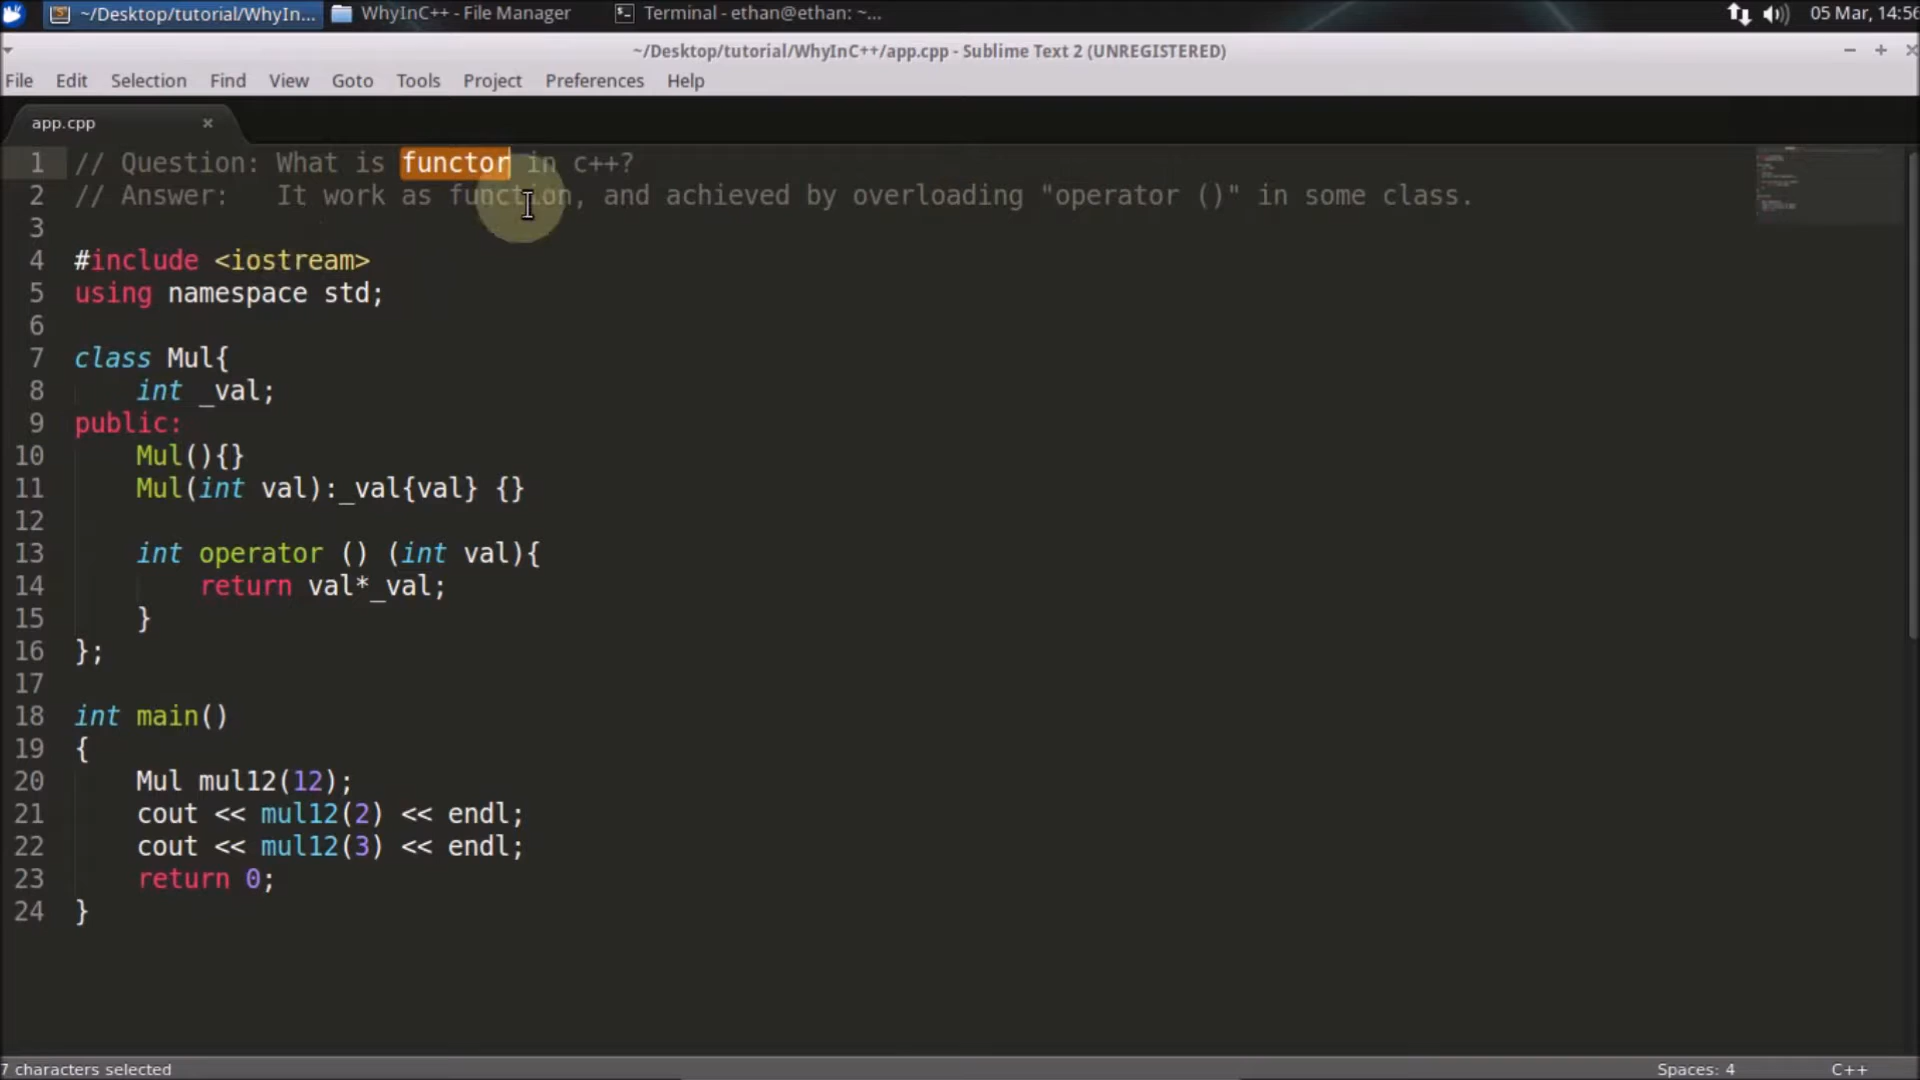 ~/Desktop/tutorial/WhyIn... WhyInC++ - File Manager Terminal - ethan@ethan: ~... 05 Mar, 14:56
~/Desktop/tutorial/WhyInC++/app.cpp - Sublime Text 2 (UNREGISTERED)
File Edit Selection Find View Goto Tools Project Preferences Help
app.cpp
1 // Question: What is functor in c++?
2 // Answer:   It work as function, and achieved by overloading "operator ()" in some class.
3
4 #include <iostream>
5 using namespace std;
6
7 class Mul{
8     int _val;
9 public:
10     Mul(){}
11     Mul(int val):_val{val} {}
12
13     int operator () (int val){
14         return val*_val;
15     }
16 };
17
18 int main()
19 {
20     Mul mul12(12);
21     cout << mul12(2) << endl;
22     cout << mul12(3) << endl;
23     return 0;
24 }
7 characters selected Spaces: 4 C++